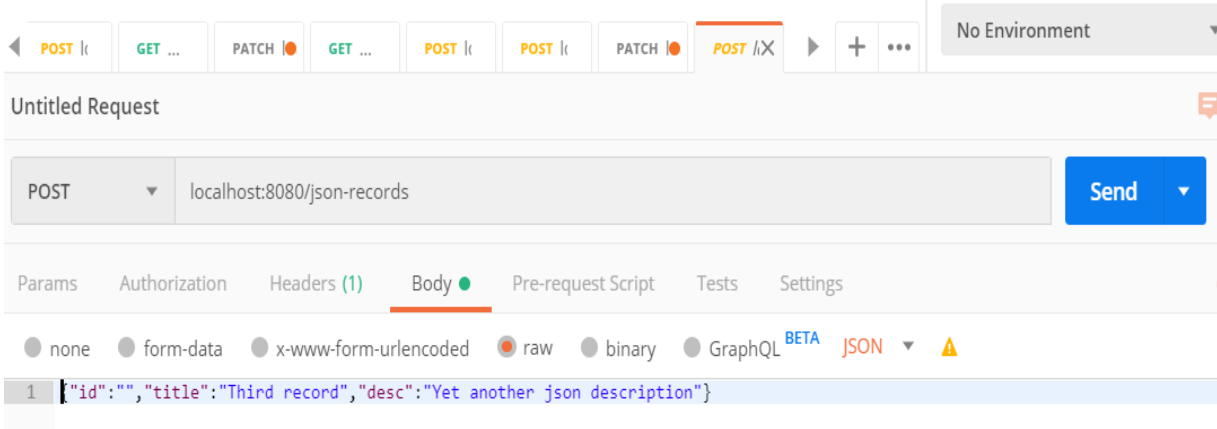 POST GET ... PATCH GET ... POST POST PATCH POST No Environment
Untitled Request
POST localhost:8080/json-records Send
Params Authorization Headers (1) Body Pre-request Script Tests Settings
none form-data x-www-form-urlencoded raw binary GraphQL BETA JSON
1 {"id":"","title":"Third record","desc":"Yet another json description"}